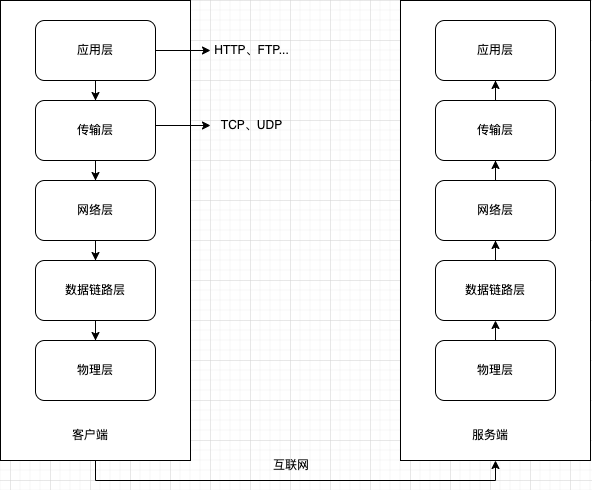 应用层
HTTP、FTP...
传输层
TCP、UDP
网络层
数据链路层
物理层
客户端
应用层
传输层
网络层
数据链路层
物理层
服务端
互联网